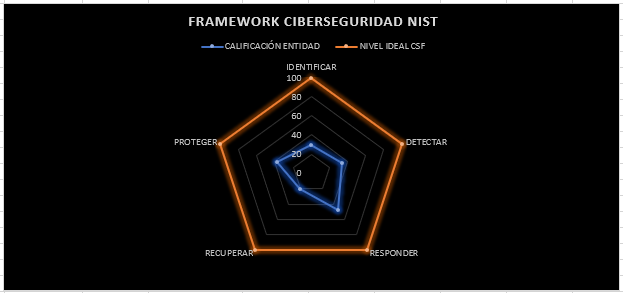 FRAMEWORK CIBERSEGURIDAD NIST
CALIFICACIÓN ENTIDAD
NIVEL IDEAL CSF
IDENTIFICAR
100
80
60
40
20
0
PROTEGER
DETECTAR
RECUPERAR
RESPONDER